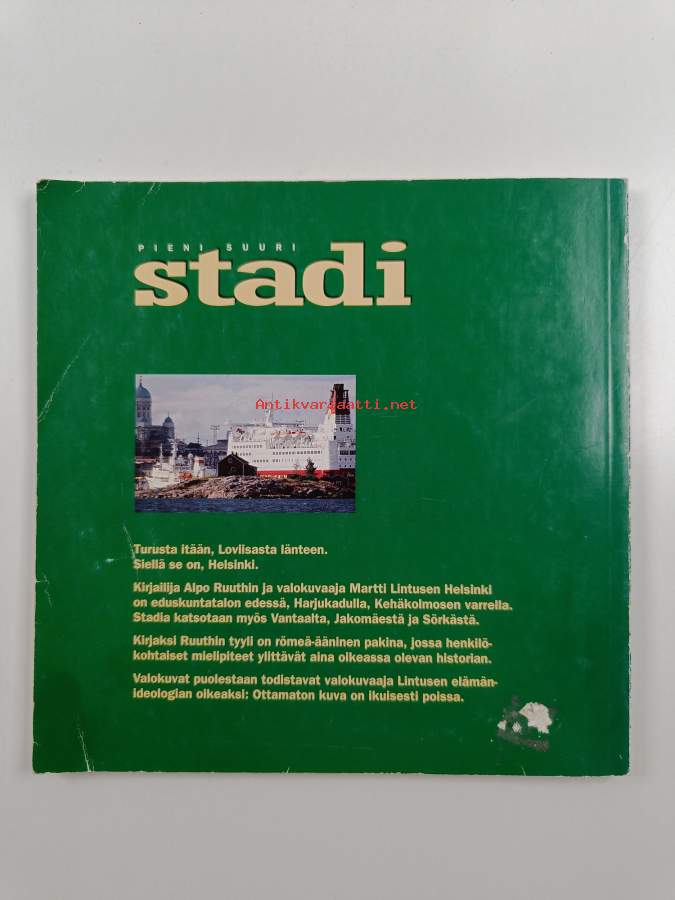 PIENI SUURI
stadi
Antikvariaatti.net
Turusta itään, Loviisasta länteen.
Siellä se on, Helsinki.
Kirjailija Alpo Ruuthin ja valokuvaaja Martti Lintusen Helsinki
on eduskuntatalon edessä, Harjukadulla, Kehäkolmosen varrella.
Stadia katsotaan myös Vantaalta, Jakomäestä ja Sörkästä.
Kirjaksi Ruuthin tyyli on römeä-ääninen pakina, jossa henkilö-
kohtaiset mielipiteet ylittävät aina oikeassa olevan historian.
Valokuvat puolestaan todistavat valokuvaaja Lintusen elämän-
ideologian oikeaksi: Ottamaton kuva on ikuisesti poissa.